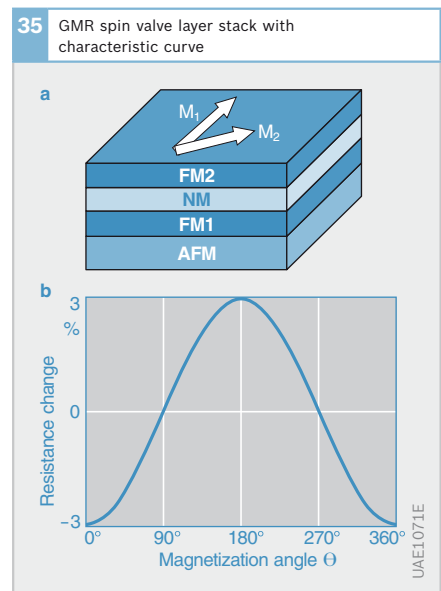 35 GMR spin valve layer stack with
characteristic curve
a
M₁
M₂
FM2
NM
FM1
AFM
b
3
%
0
−3
Resistance change
0° 90° 180° 270° 360°
Magnetization angle Θ
UAE1071E